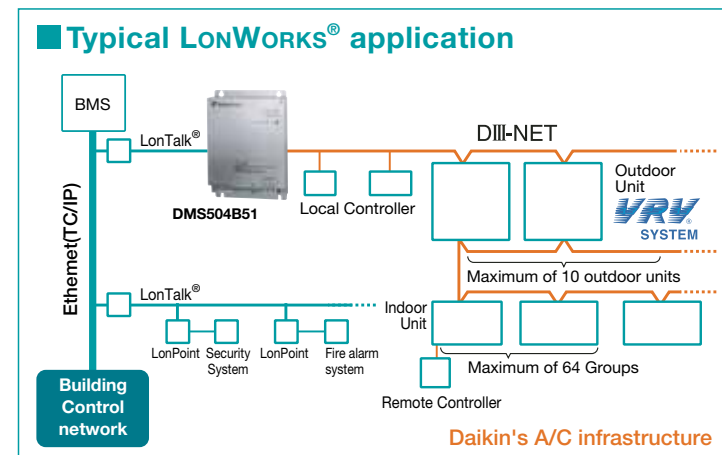 Typical LONWORKS® application
BMS
LonTalk®
DⅢ-NET
DMS504B51
Local Controller
Outdoor
Unit
VRV®
SYSTEM
Ethemet(TC/IP)
Maximum of 10 outdoor units
LonTalk®
Indoor
Unit
LonPoint
Security
System
LonPoint
Fire alarm
system
Maximum of 64 Groups
Remote Controller
Building
Control
network
Daikin's A/C infrastructure